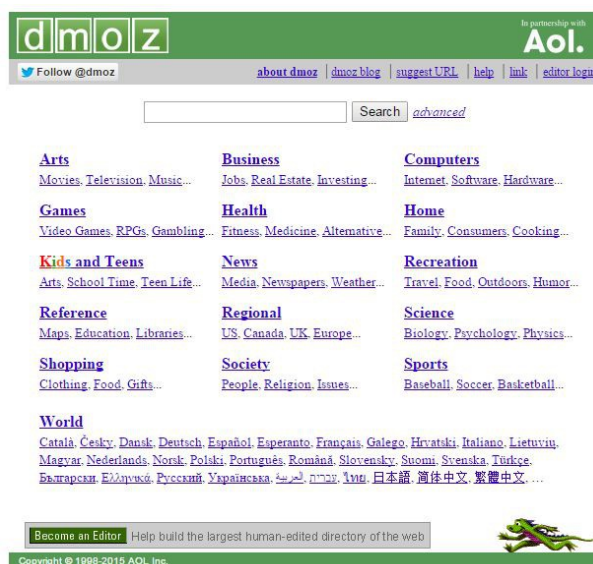 dmoz
In partnership with
Aol.
Follow @dmoz
about dmoz | dmoz blog | suggest URL | help | link | editor login
Search advanced
Arts
Movies, Television, Music...
Business
Jobs, Real Estate, Investing...
Computers
Internet, Software, Hardware...
Games
Video Games, RPGs, Gambling...
Health
Fitness, Medicine, Alternative...
Home
Family, Consumers, Cooking...
Kids and Teens
Arts, School Time, Teen Life...
News
Media, Newspapers, Weather...
Recreation
Travel, Food, Outdoors, Humor...
Reference
Maps, Education, Libraries...
Regional
US, Canada, UK, Europe...
Science
Biology, Psychology, Physics...
Shopping
Clothing, Food, Gifts...
Society
People, Religion, Issues...
Sports
Baseball, Soccer, Basketball...
World
Català, Česky, Dansk, Deutsch, Español, Esperanto, Français, Galego, Hrvatski, Italiano, Lietuvių,
Magyar, Nederlands, Norsk, Polski, Português, Română, Slovensky, Suomi, Svenska, Türkçe,
Български, Ελληνικά, Русский, Українська, العربية, עברית, ไทย, 日本語, 简体中文, 繁體中文, ...
Become an Editor Help build the largest human-edited directory of the web
Copyright © 1998-2015 AOL Inc.